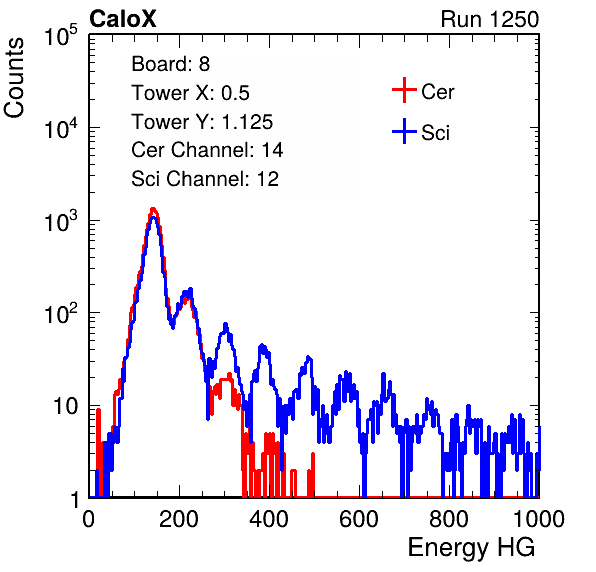 CaloX Run 1250
Board: 8
Tower X: 0.5
Tower Y: 1.125
Cer Channel: 14
Sci Channel: 12
Cer
Sci
Counts
10^5
10^4
10^3
10^2
10
1
0 200 400 600 800 1000
Energy HG